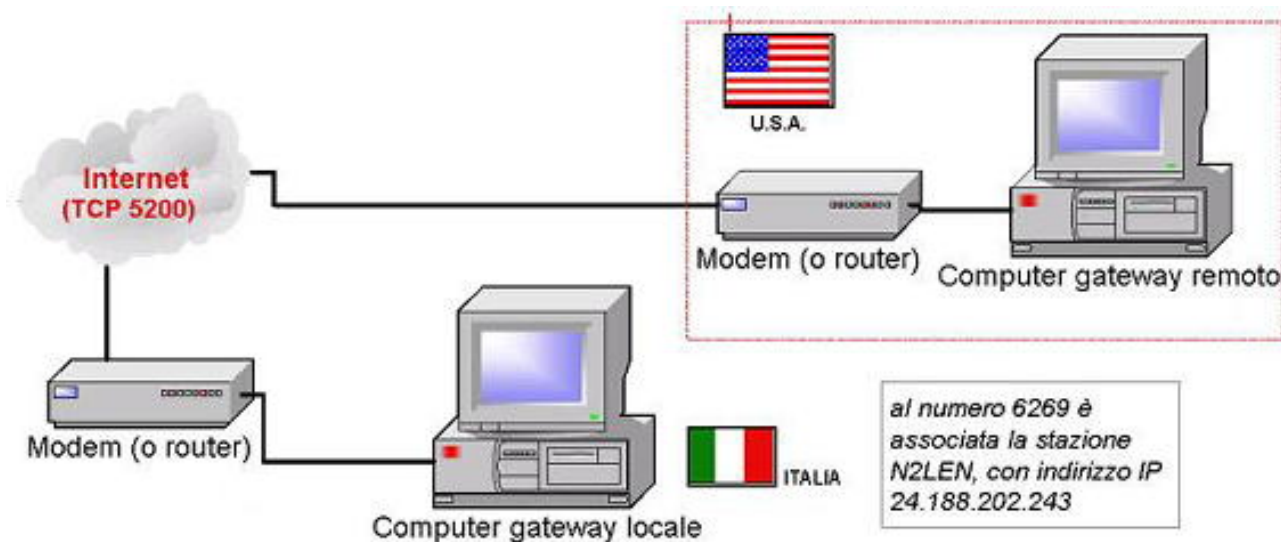 U.S.A.
Internet
(TCP 5200)
Modem (o router)
Computer gateway remoto
Modem (o router)
ITALIA
Computer gateway locale
al numero 6269 è
associata la stazione
N2LEN, con indirizzo IP
24.188.202.243